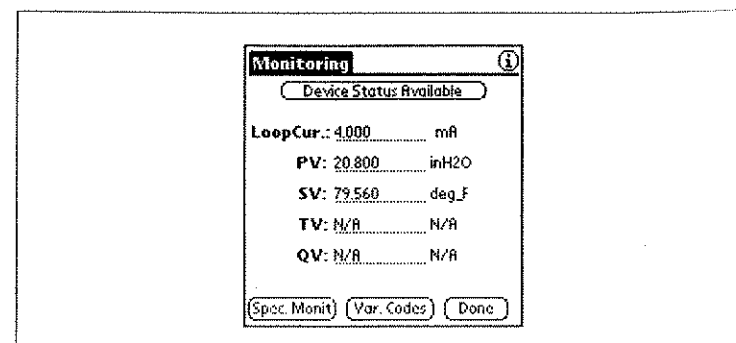 Monitoring
Device Status Available
LoopCur.: 4.000 mA
PV: 20.800 inH2O
SV: 79.560 deg_F
TV: N/A N/A
QV: N/A N/A
Spec. Monit Var. Codes Done